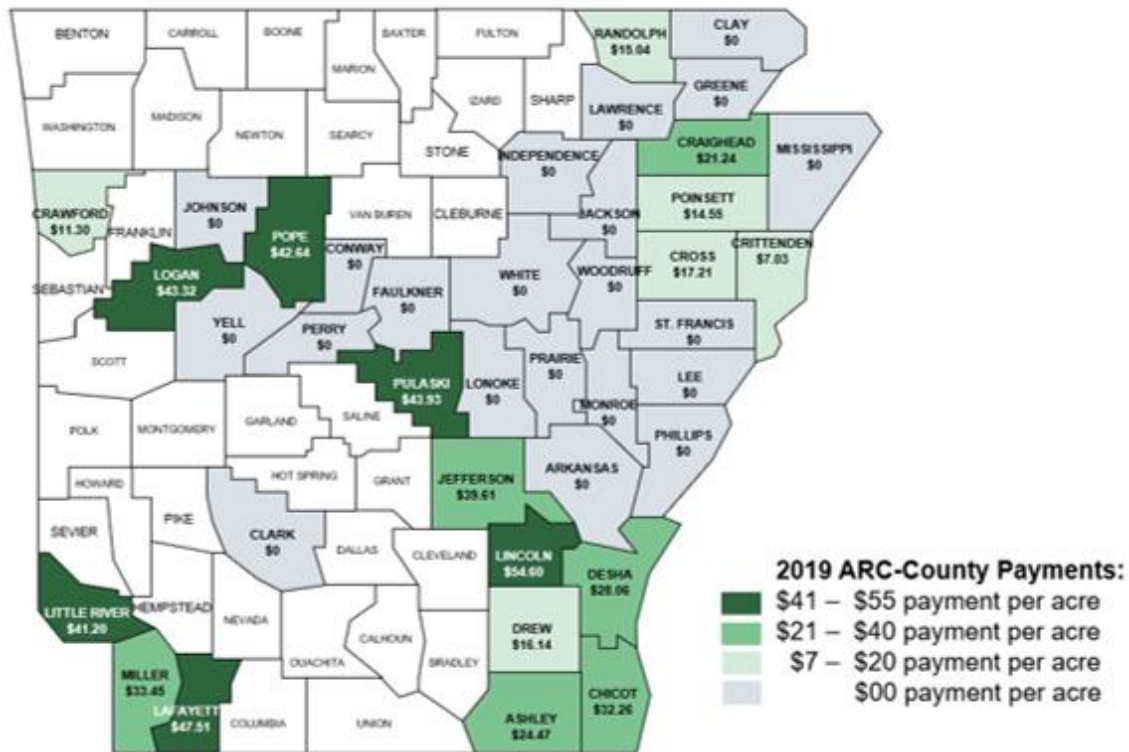 BENTON
CARROLL
BOONE
BAXTER
FULTON
RANDOLPH
$15.04
CLAY
$0
MARION
IZARD
SHARP
GREENE
$0
WASHINGTON
MADISON
NEWTON
SEARCY
STONE
LAWRENCE
$0
CRAIGHEAD
$21.24
MISSISSIPPI
$0
INDEPENDENCE
$0
CRAWFORD
$11.30
FRANKLIN
JOHNSON
$0
POPE
$42.64
VAN BUREN
CLEBURNE
JACKSON
$0
POINSETT
$14.55
LOGAN
$43.32
CONWAY
$0
WHITE
$0
WOODRUFF
$0
CROSS
$17.21
CRITTENDEN
$7.03
SEBASTIAN
YELL
$0
PERRY
$0
FAULKNER
$0
ST. FRANCIS
$0
SCOTT
PULASKI
$43.93
LONOKE
$0
PRAIRIE
$0
MONROE
$0
LEE
$0
PHILLIPS
$0
POLK
MONTGOMERY
GARLAND
SALINE
HOT SPRING
GRANT
JEFFERSON
$39.61
ARKANSAS
$0
HOWARD
SEVIER
PIKE
CLARK
$0
DALLAS
CLEVELAND
LINCOLN
$54.60
DESHA
$28.06
LITTLE RIVER
$41.20
HEMPSTEAD
NEVADA
OUACHITA
CALHOUN
BRADLEY
DREW
$16.14
MILLER
$33.45
LAFAYETT
$47.51
COLUMBIA
UNION
ASHLEY
$24.47
CHICOT
$32.26
2019 ARC-County Payments:
$41 – $55 payment per acre
$21 – $40 payment per acre
$7 – $20 payment per acre
$00 payment per acre